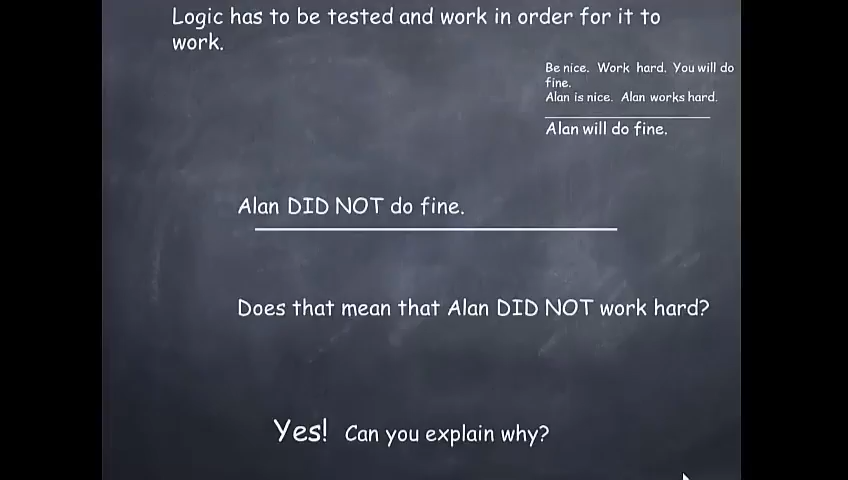 Logic has to be tested and work in order for it to
work.
Be nice. Work hard. You will do
fine.
Alan is nice. Alan works hard.
Alan will do fine.
Alan DID NOT do fine.
Does that mean that Alan DID NOT work hard?
Yes! Can you explain why?